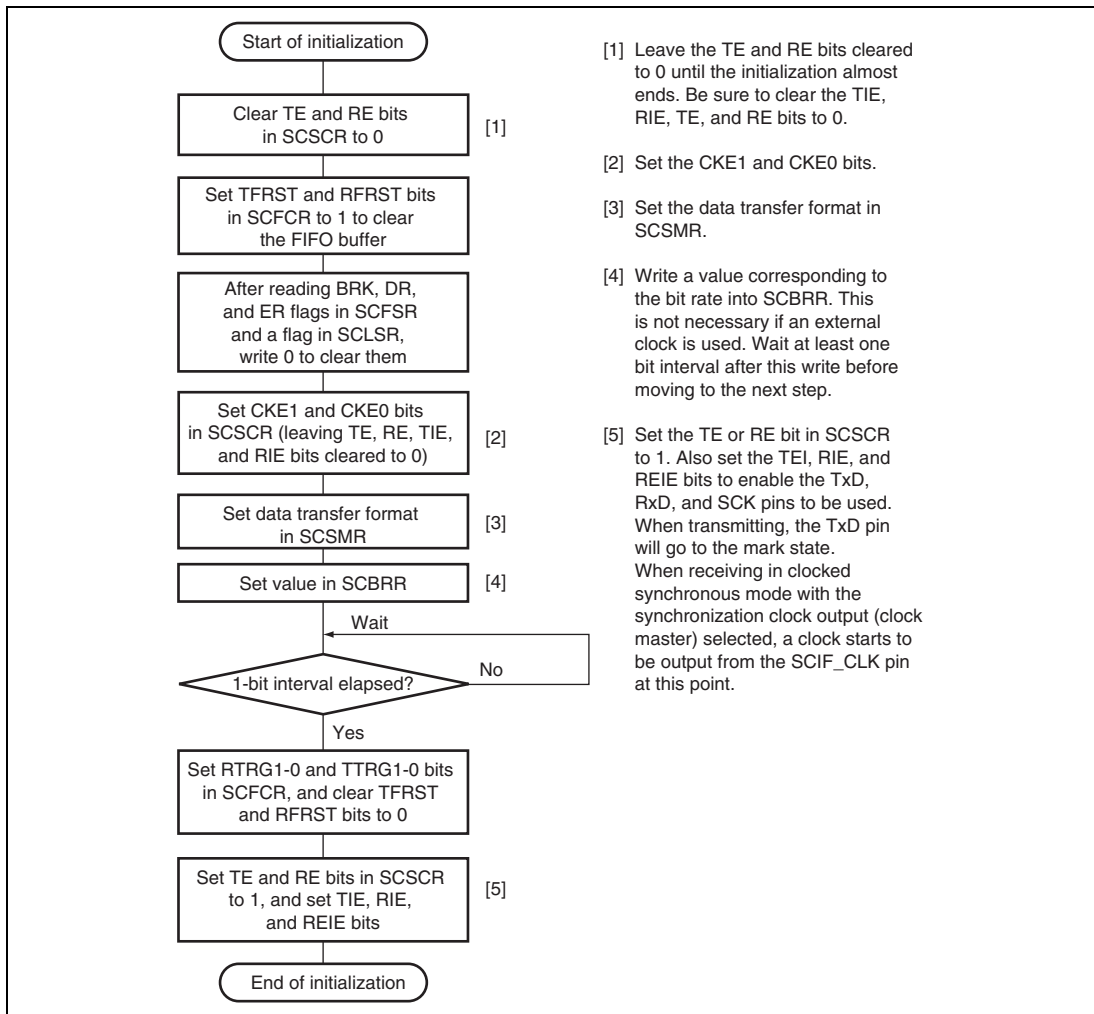 Start of initialization
Clear TE and RE bits
in SCSCR to 0
[1]
Set TFRST and RFRST bits
in SCFCR to 1 to clear
the FIFO buffer
After reading BRK, DR,
and ER flags in SCFSR
and a flag in SCLSR,
write 0 to clear them
Set CKE1 and CKE0 bits
in SCSCR (leaving TE, RE, TIE,
and RIE bits cleared to 0)
[2]
Set data transfer format
in SCSMR
[3]
Set value in SCBRR
[4]
Wait
1-bit interval elapsed?
No
Yes
Set RTRG1-0 and TTRG1-0 bits
in SCFCR, and clear TFRST
and RFRST bits to 0
Set TE and RE bits in SCSCR
to 1, and set TIE, RIE,
and REIE bits
[5]
End of initialization
[1] Leave the TE and RE bits cleared
to 0 until the initialization almost
ends. Be sure to clear the TIE,
RIE, TE, and RE bits to 0.
[2] Set the CKE1 and CKE0 bits.
[3] Set the data transfer format in
SCSMR.
[4] Write a value corresponding to
the bit rate into SCBRR. This
is not necessary if an external
clock is used. Wait at least one
bit interval after this write before
moving to the next step.
[5] Set the TE or RE bit in SCSCR
to 1. Also set the TEI, RIE, and
REIE bits to enable the TxD,
RxD, and SCK pins to be used.
When transmitting, the TxD pin
will go to the mark state.
When receiving in clocked
synchronous mode with the
synchronization clock output (clock
master) selected, a clock starts to
be output from the SCIF_CLK pin
at this point.